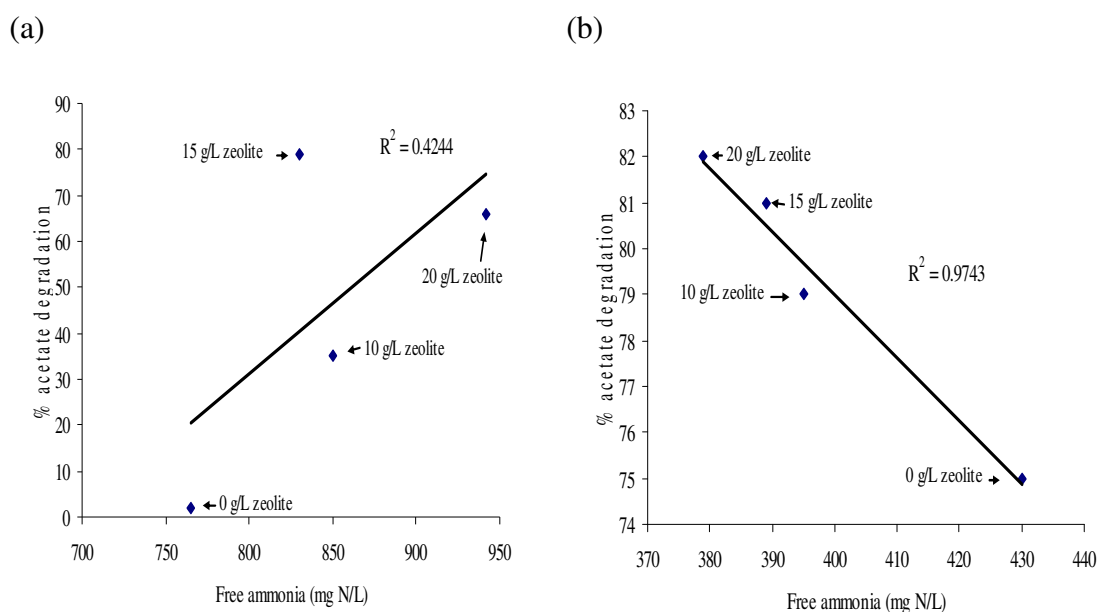 (a)
90
80
70
60
50
40
30
20
10
0
% acetate degradation
15 g/L zeolite
R² = 0.4244
20 g/L zeolite
10 g/L zeolite
0 g/L zeolite
700 750 800 850 900 950
Free ammonia (mg N/L)
(b)
83
82
81
80
79
78
77
76
75
74
% acetate degradation
20 g/L zeolite
15 g/L zeolite
R² = 0.9743
10 g/L zeolite
0 g/L zeolite
370 380 390 400 410 420 430 440
Free ammonia (mg N/L)